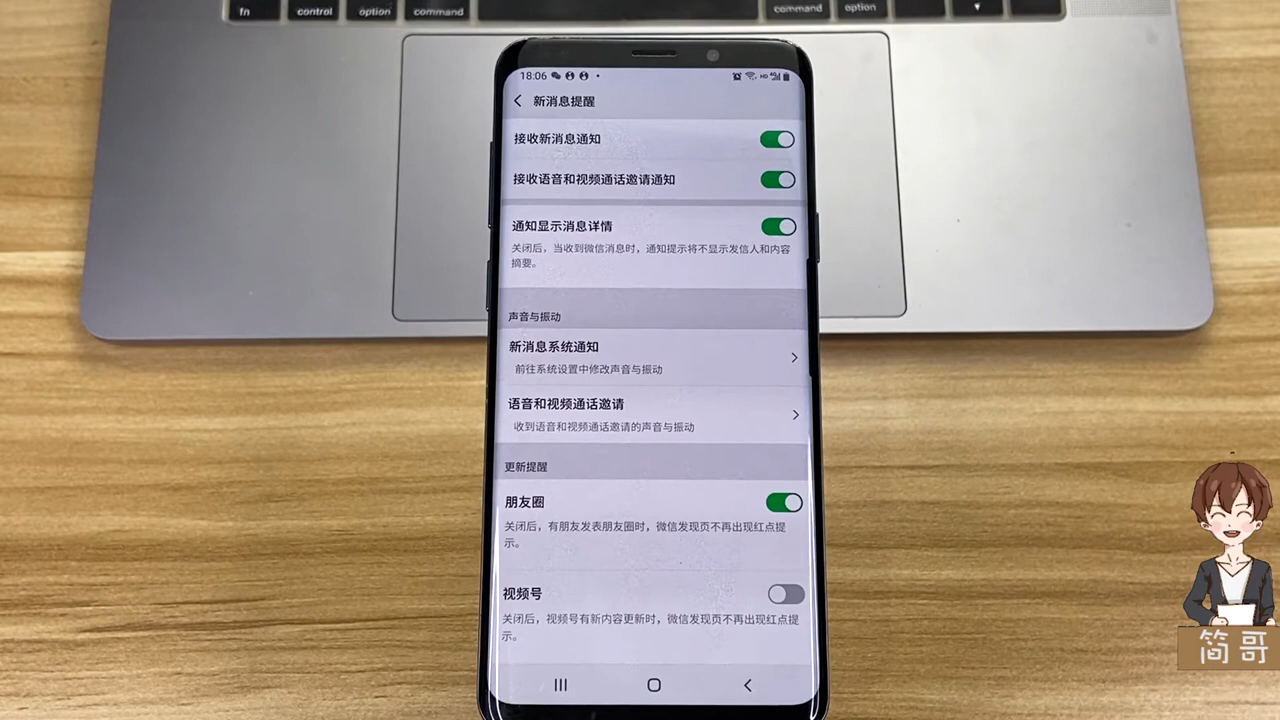 fn control option command command option
18:06
新消息提醒
接收新消息通知
接收语音和视频通话邀请通知
通知显示消息详情
关闭后，当收到微信消息时，通知提示将不显示发信人和内容
摘要。
声音与振动
新消息系统通知
前往系统设置中修改声音与振动
语音和视频通话邀请
收到语音和视频通话邀请的声音与振动
更新提醒
朋友圈
关闭后，有朋友发表朋友圈时，微信发现页不再出现红点提
示。
视频号
关闭后，视频号有新内容更新时，微信发现页不再出现红点提
示。
简哥